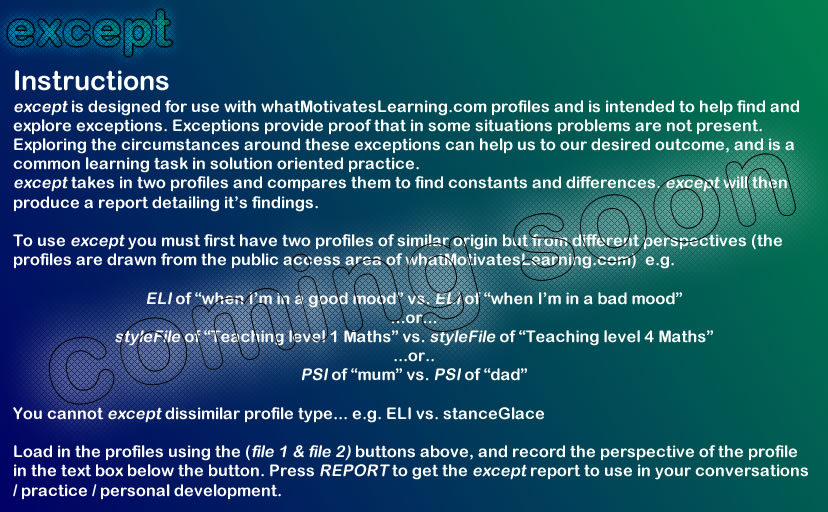 except
Instructions
except is designed for use with whatMotivatesLearning.com profiles and is intended to help find and
explore exceptions. Exceptions provide proof that in some situations problems are not present.
Exploring the circumstances around these exceptions can help us to our desired outcome, and is a
common learning task in solution oriented practice.
except takes in two profiles and compares them to find constants and differences. except will then
produce a report detailing it's findings.
To use except you must first have two profiles of similar origin but from different perspectives (the
profiles are drawn from the public access area of whatMotivatesLearning.com) e.g.
ELI of “when I'm in a good mood” vs. ELI of “when I'm in a bad mood”
...or...
styleFile of “Teaching level 1 Maths” vs. styleFile of “Teaching level 4 Maths”
...or..
PSI of “mum” vs. PSI of “dad”
You cannot except dissimilar profile type... e.g. ELI vs. stanceGlace
Load in the profiles using the (file 1 & file 2) buttons above, and record the perspective of the profile
in the text box below the button. Press REPORT to get the except report to use in your conversations
/ practice / personal development.
coming soon